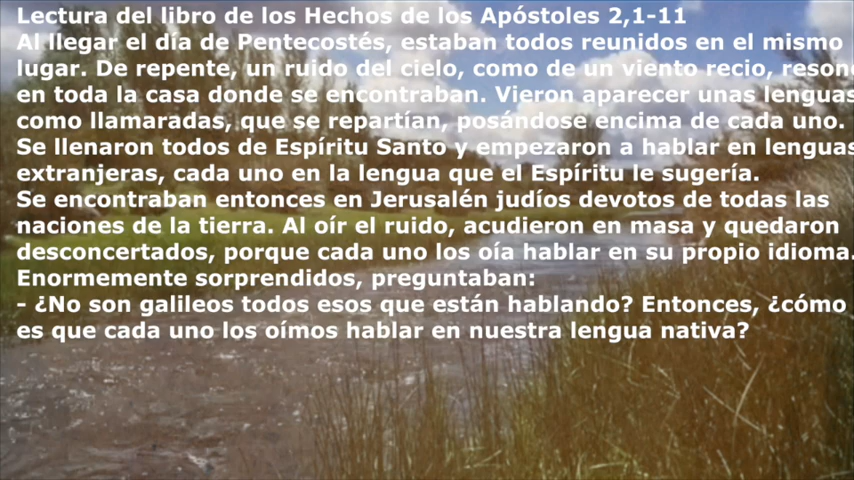 Lectura del libro de los Hechos de los Apóstoles 2,1-11
Al llegar el día de Pentecostés, estaban todos reunidos en el mismo
lugar. De repente, un ruido del cielo, como de un viento recio, resonó
en toda la casa donde se encontraban. Vieron aparecer unas lenguas
como llamaradas, que se repartían, posándose encima de cada uno.
Se llenaron todos de Espíritu Santo y empezaron a hablar en lenguas
extranjeras, cada uno en la lengua que el Espíritu le sugería.
Se encontraban entonces en Jerusalén judíos devotos de todas las
naciones de la tierra. Al oír el ruido, acudieron en masa y quedaron
desconcertados, porque cada uno los oía hablar en su propio idioma.
Enormemente sorprendidos, preguntaban:
- ¿No son galileos todos esos que están hablando? Entonces, ¿cómo
es que cada uno los oímos hablar en nuestra lengua nativa?